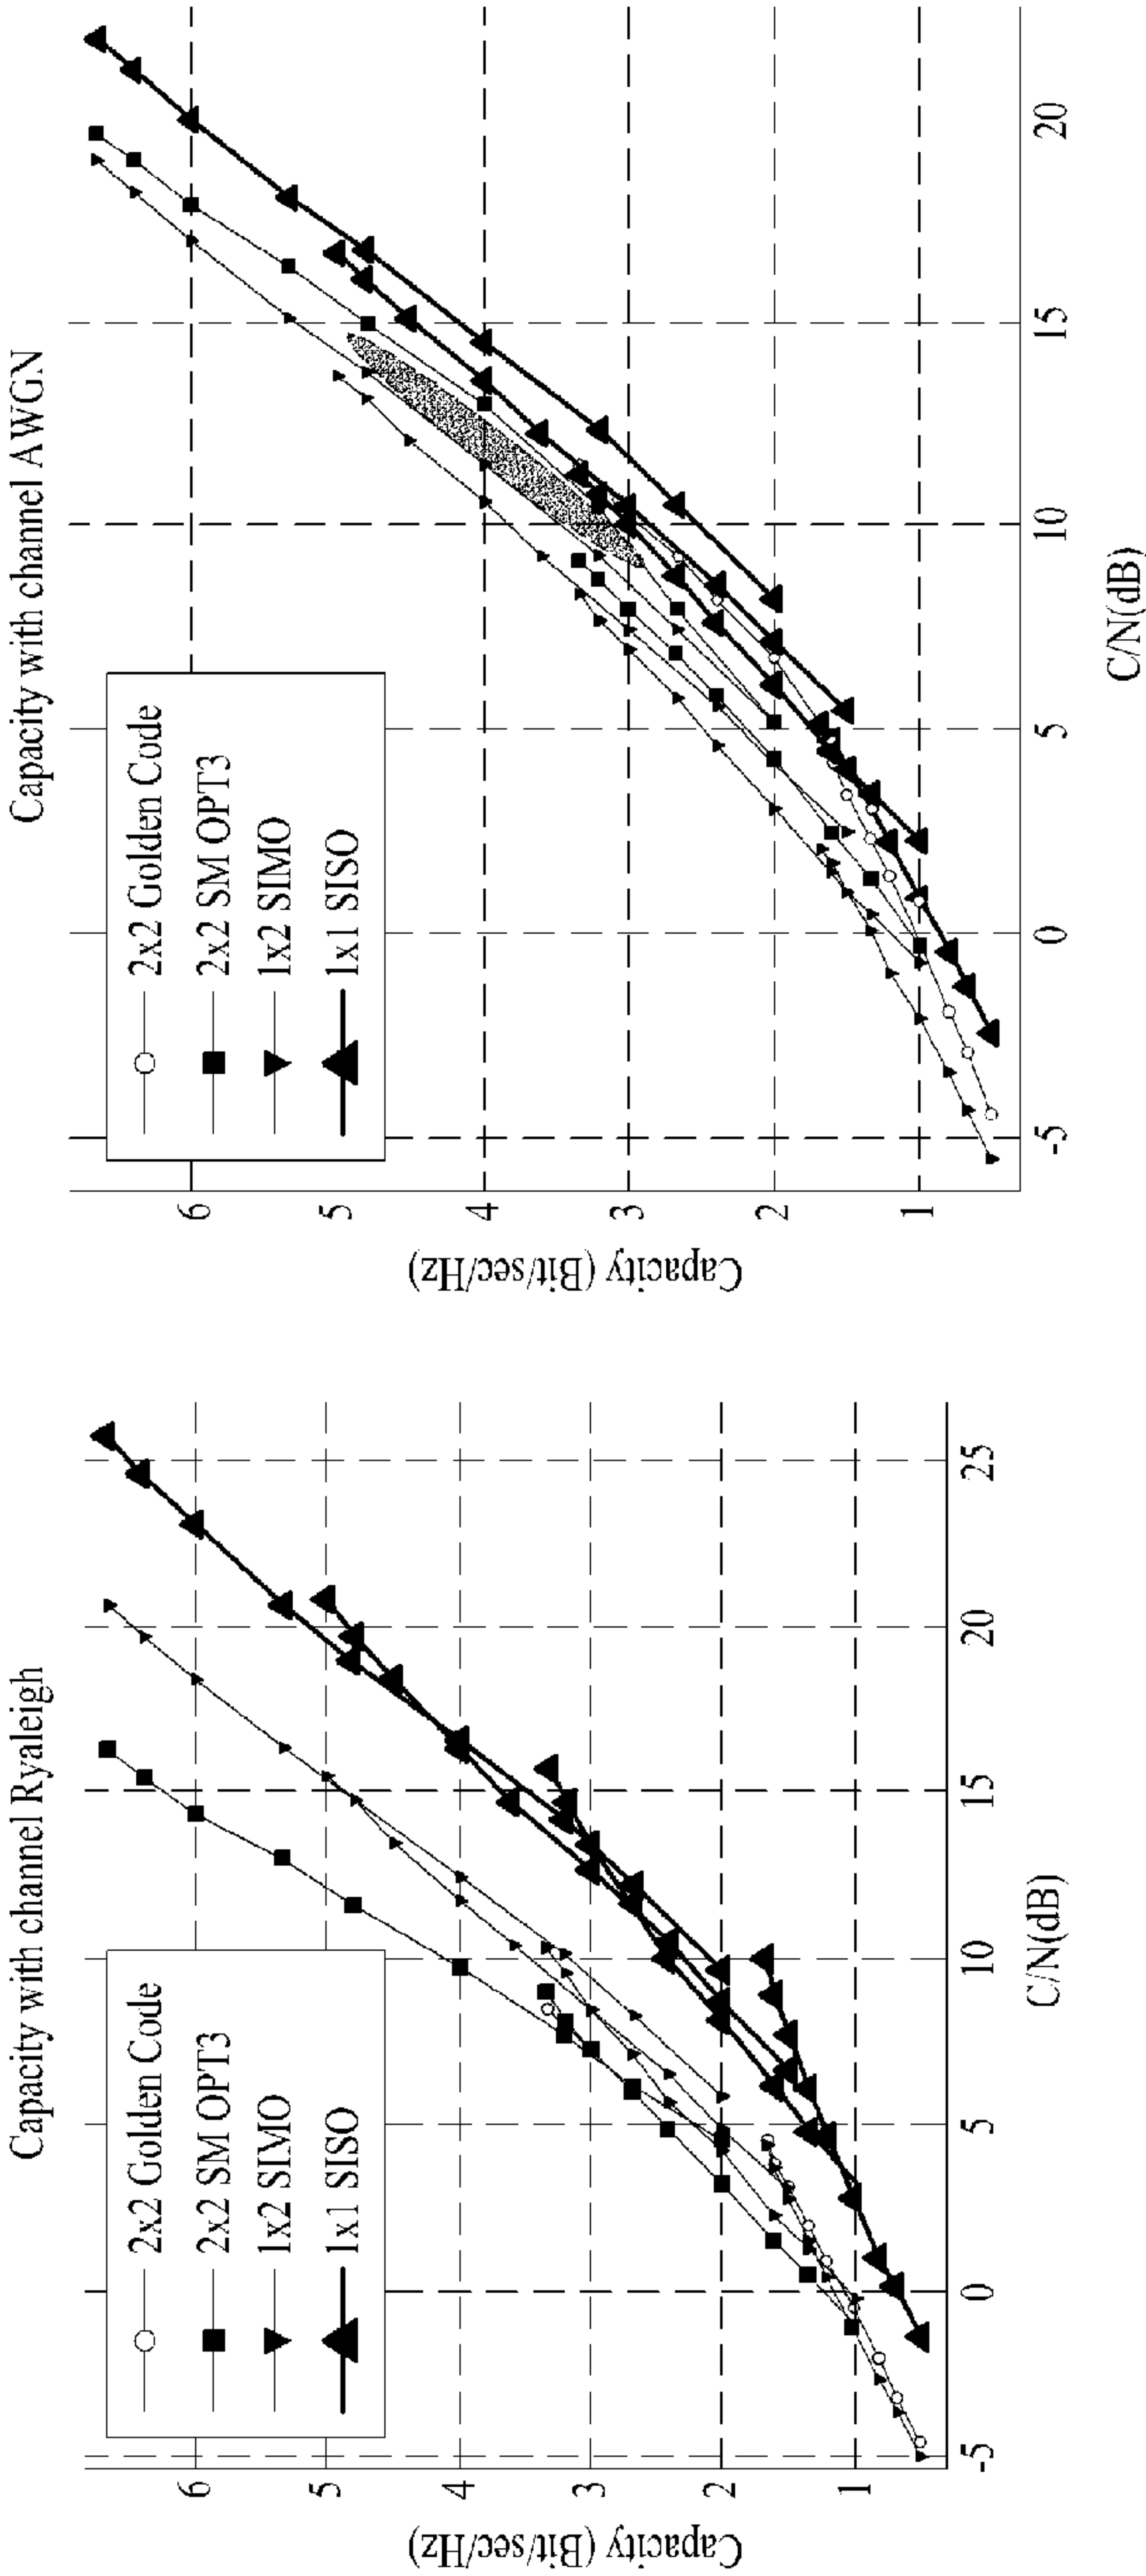 Capacity with channel Ryaleigh
2x2 Golden Code
2x2 SM OPT3
1x2 SIMO
1x1 SISO
Capacity (Bit/sec/Hz)
6
5
4
3
2
1
-5
0
5
10
15
20
25
C/N(dB)
Capacity with channel AWGN
2x2 Golden Code
2x2 SM OPT3
1x2 SIMO
1x1 SISO
Capacity (Bit/sec/Hz)
6
5
4
3
2
1
-5
0
5
10
15
20
C/N(dB)